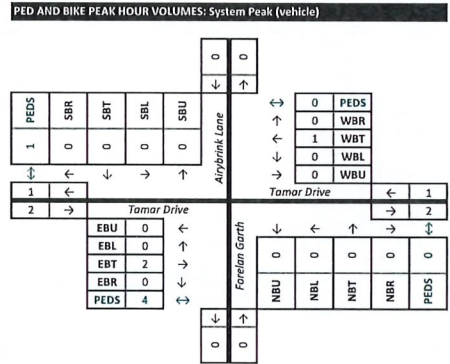 PED AND BIKE PEAK HOUR VOLUMES: System Peak (vehicle)
0 0
↓ ↑
Airybrink Lane
PEDS SBR SBT SBL SBU
1 0 0 0 0
↕ ← ↓ → ↑
↔ 0 PEDS
↑ 0 WBR
← 1 WBT
↓ 0 WBL
→ 0 WBU
1 ←
Tamar Drive
← 1
2 →
Tamar Drive
→ 2
EBU 0 ←
EBL 0 ↑
EBT 2 →
EBR 0 ↓
PEDS 4 ↔
Farelan Garth
↓ ← ↑ → ↕
0 0 0 0 0
NBU NBL NBT NBR PEDS
↓ ↑
0 0